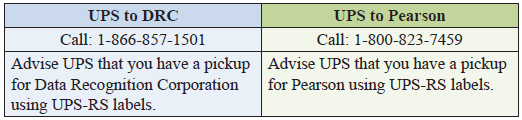 UPS to DRC
UPS to Pearson
Call: 1-866-857-1501
Call: 1-800-823-7459
Advise UPS that you have a pickup
for Data Recognition Corporation
using UPS-RS labels.
Advise UPS that you have a pickup
for Pearson using UPS-RS labels.